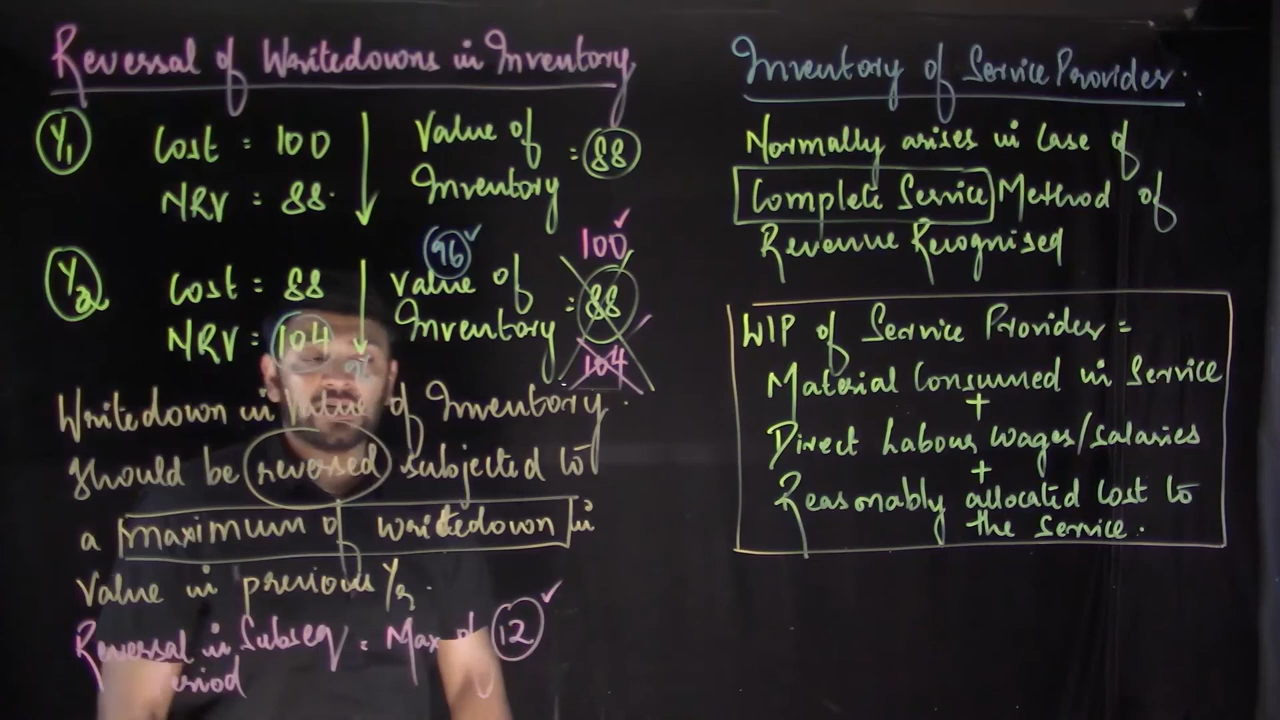 Reversal of Writedowns in Inventory
Y1 Cost = 100
NRV = 88.
Value of Inventory = 88
Y2 Cost = 88
NRV = 104
96
96
Value of Inventory = 88
100
104
Writedown in Value of Inventory
should be reversed subjected to
a maximum of writedown in
Value in previous Yr.
Reversal in Subseq Period = Max of 12
Inventory of Service Provider.
Normally arises in Case of
Complete Service Method of
Revenue Recognised
WIP of Service Provider =
Material Consumed in Service
+
Direct Labour Wages/Salaries
+
Reasonably allocated Cost to
the Service.